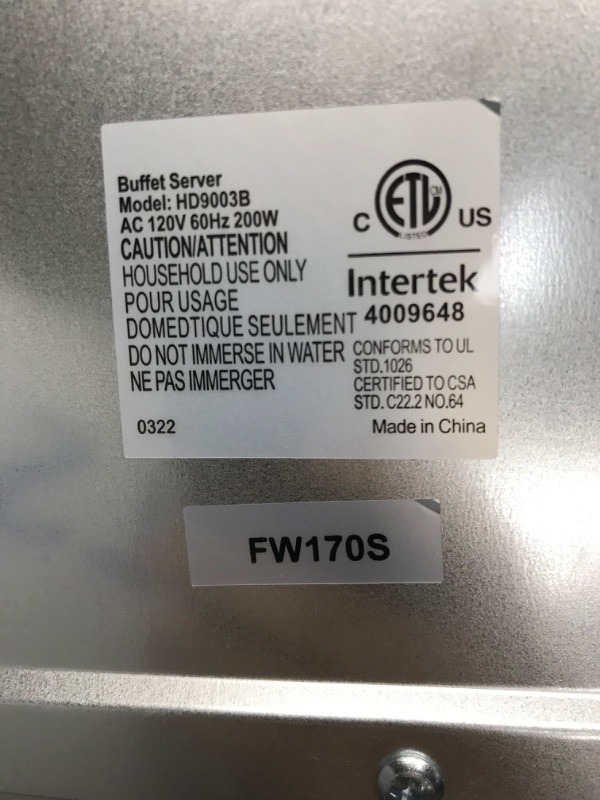 Buffet Server
Model: HD9003B
AC 120V 60Hz 200W
CAUTION/ATTENTION
HOUSEHOLD USE ONLY
POUR USAGE
DOMEDTIQUE SEULEMENT
DO NOT IMMERSE IN WATER
NE PAS IMMERGER
0322
C ETL CM US
LISTED
Intertek
4009648
CONFORMS TO UL
STD.1026
CERTIFIED TO CSA
STD. C22.2 NO.64
Made in China
FW170S